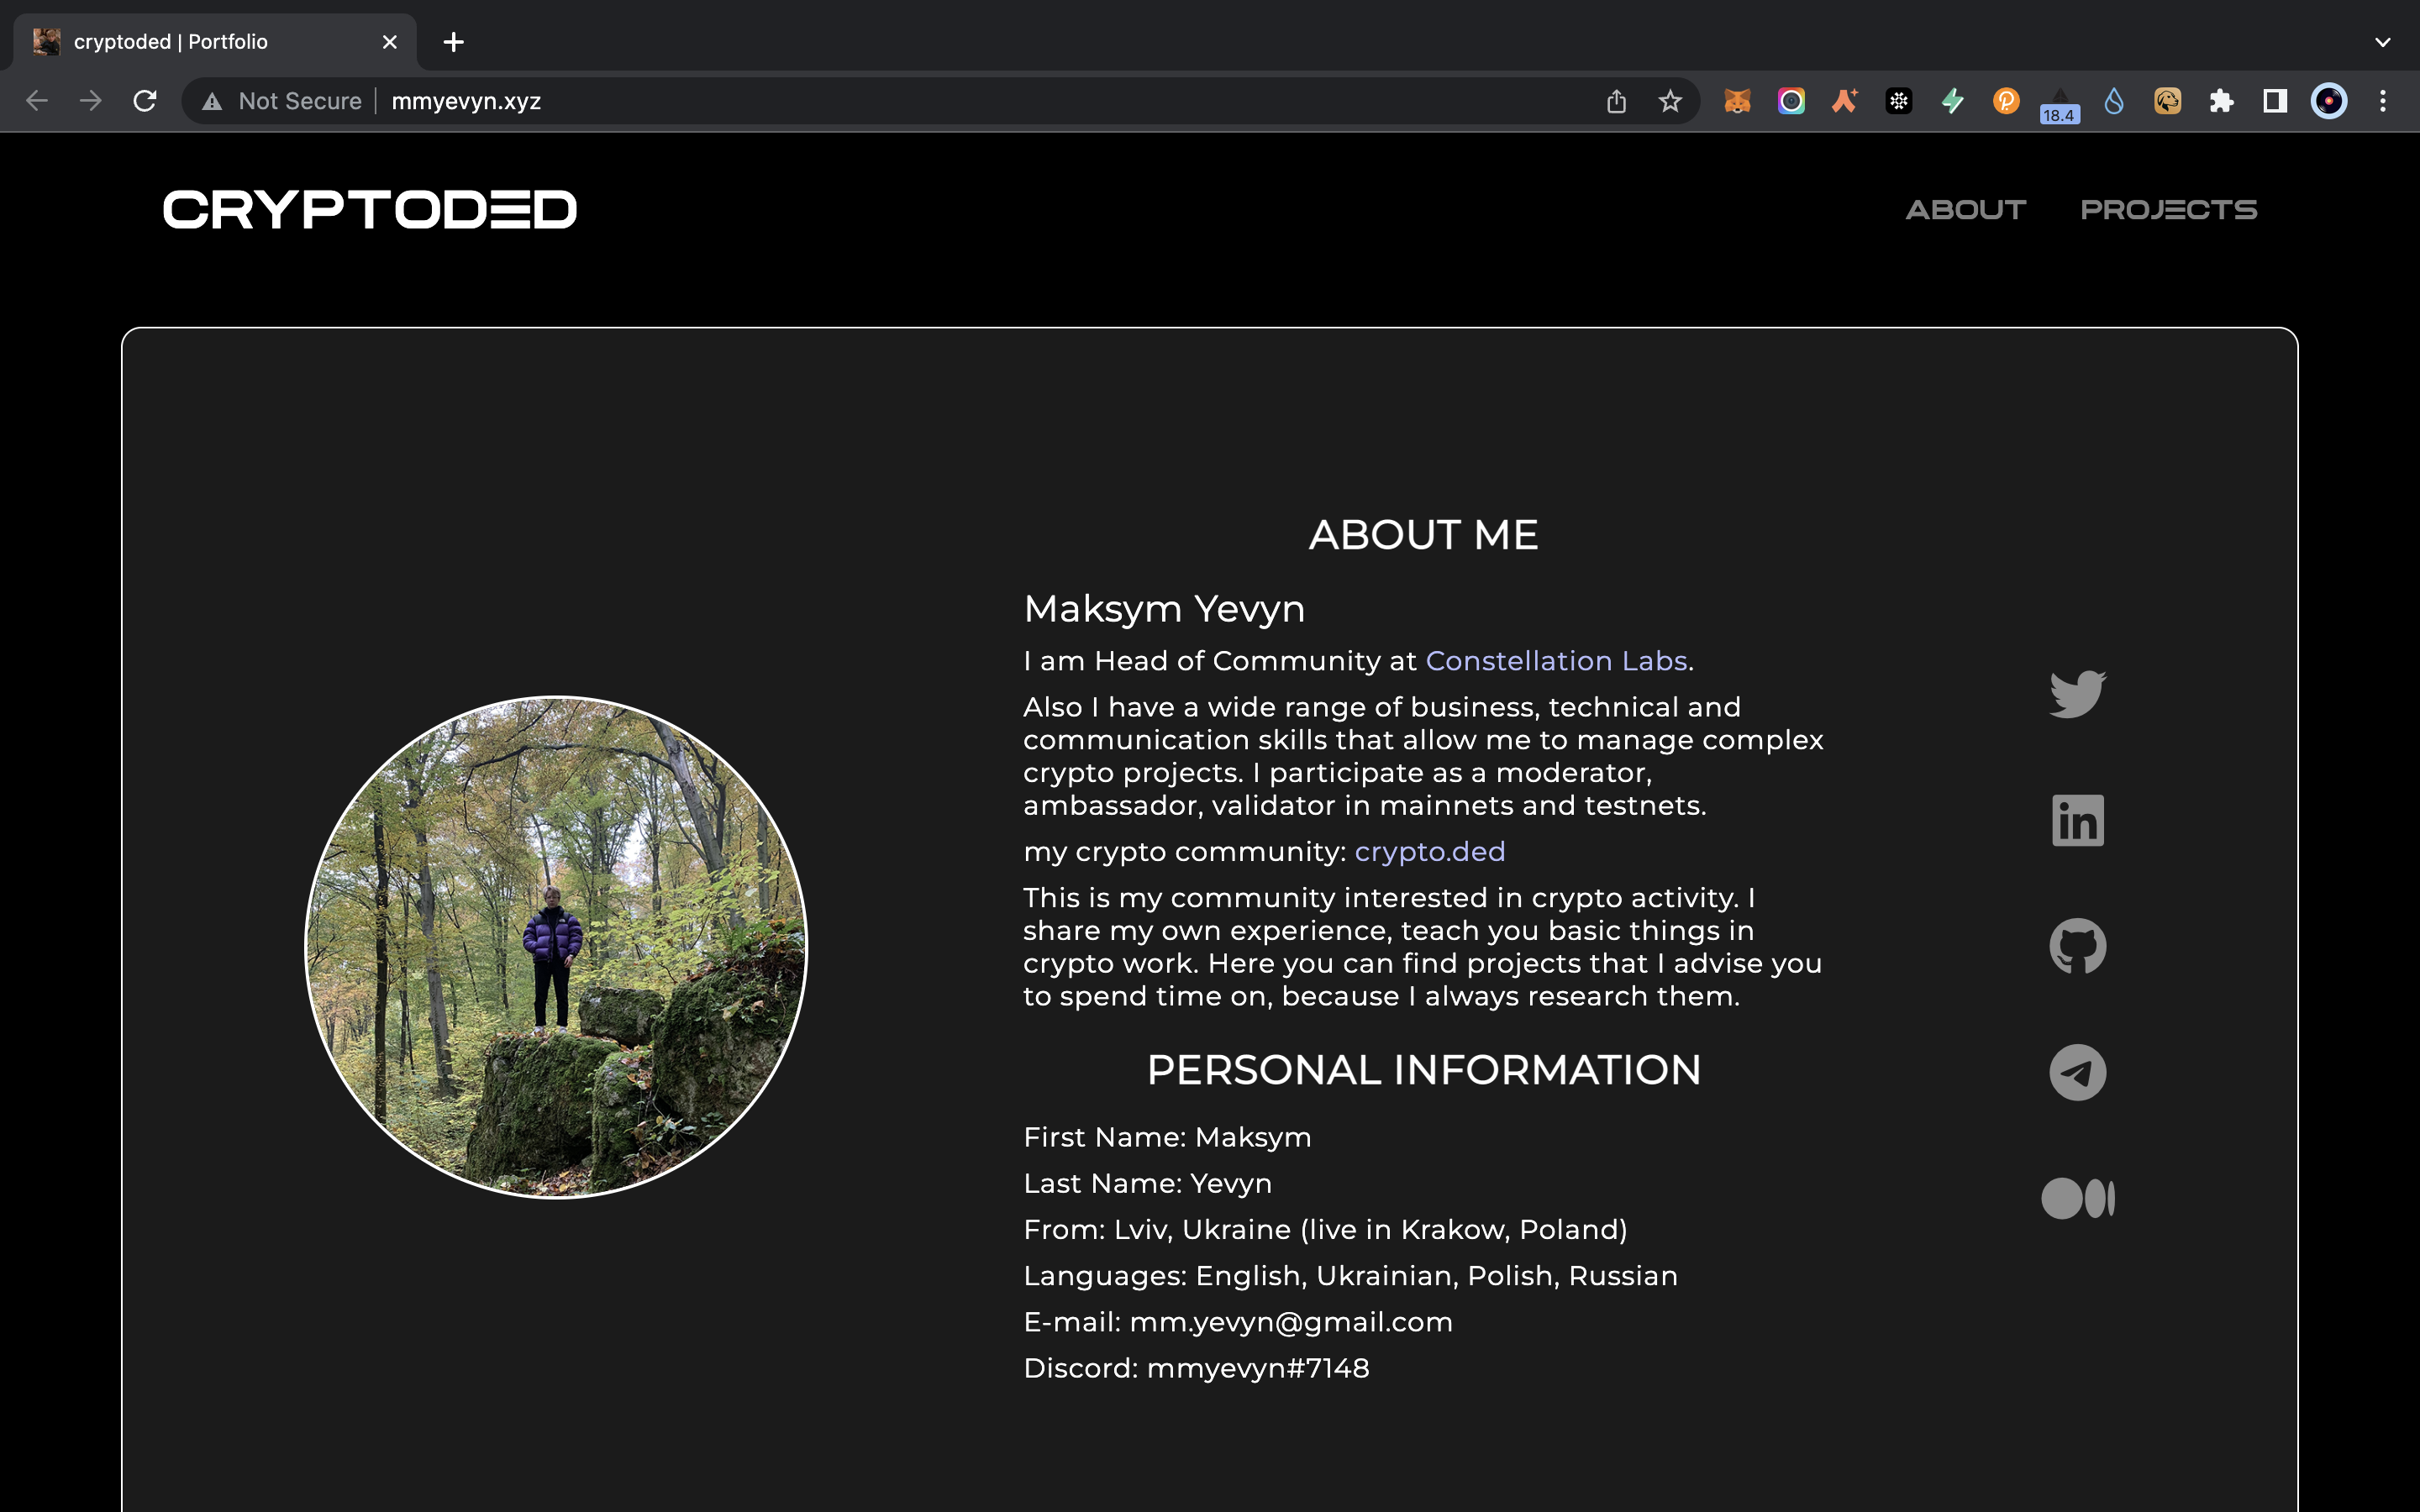 cryptoded | Portfolio
Not Secure
mmyevyn.xyz
18.4
CRYPTODED
ABOUT
PROJECTS
ABOUT ME
Maksym Yevyn
I am Head of Community at Constellation Labs.
Also I have a wide range of business, technical and
communication skills that allow me to manage complex
crypto projects. I participate as a moderator,
ambassador, validator in mainnets and testnets.
my crypto community: crypto.ded
This is my community interested in crypto activity. I
share my own experience, teach you basic things in
crypto work. Here you can find projects that I advise you
to spend time on, because I always research them.
PERSONAL INFORMATION
First Name: Maksym
Last Name: Yevyn
From: Lviv, Ukraine (live in Krakow, Poland)
Languages: English, Ukrainian, Polish, Russian
E-mail: mm.yevyn@gmail.com
Discord: mmyevyn#7148